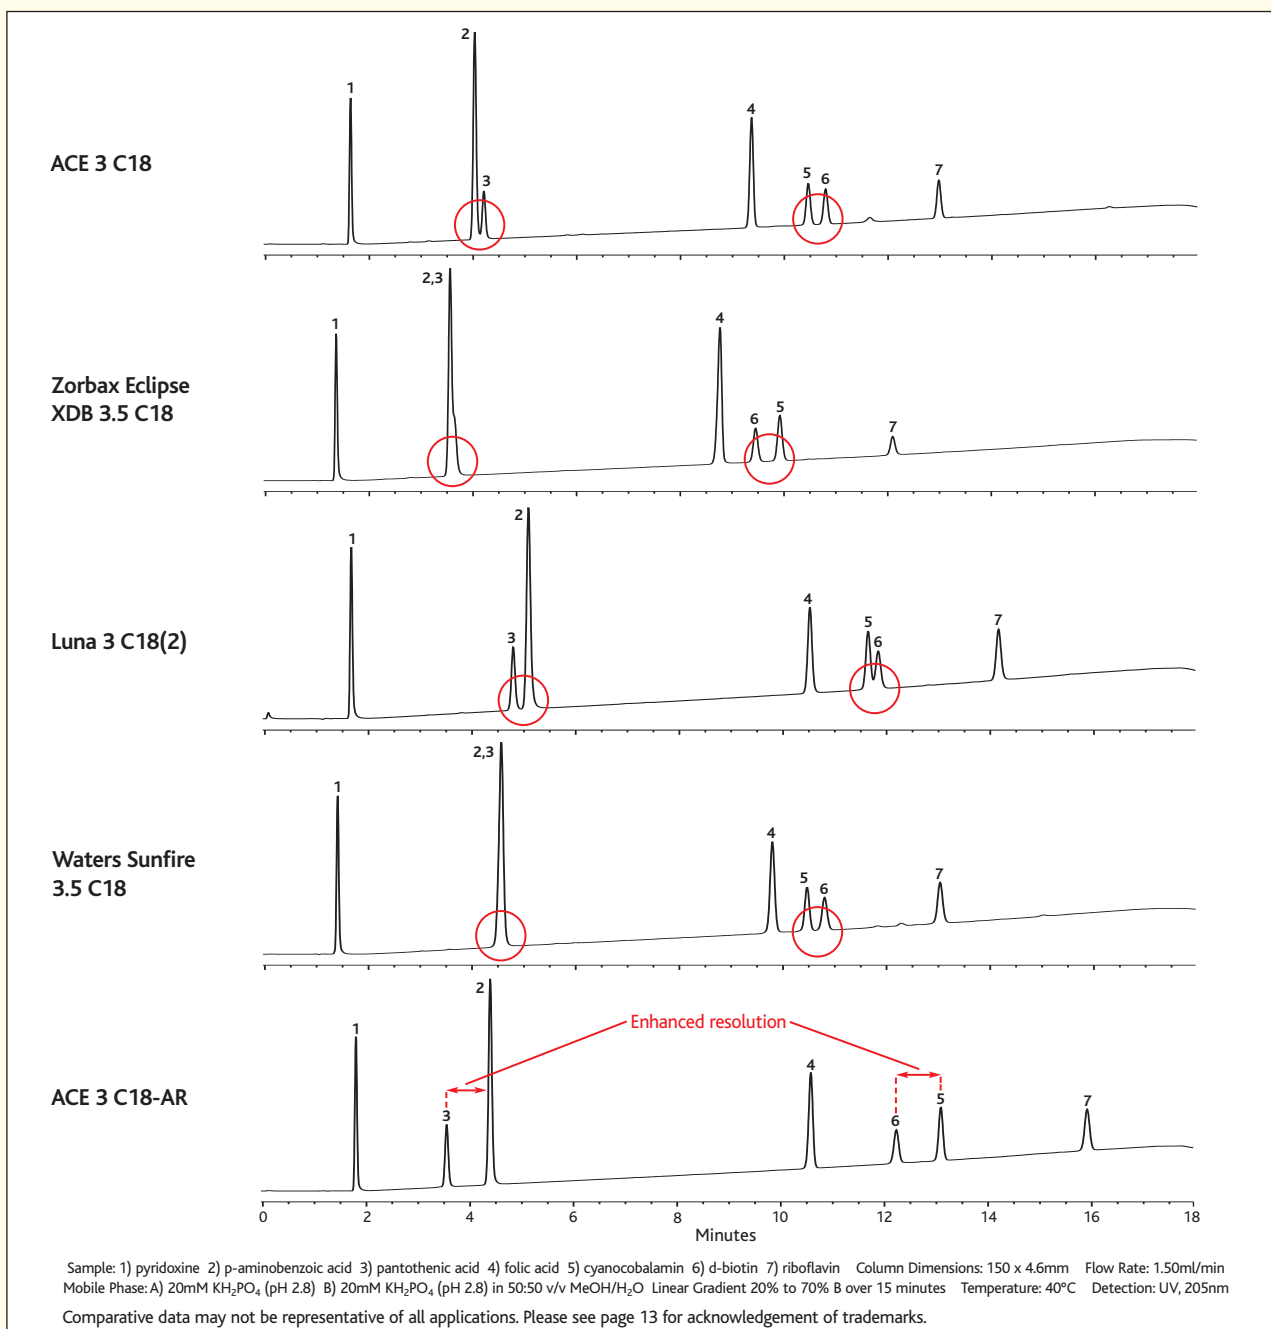 2
1
4
ACE 3 C18
3
5
6
7
2,3
1
4
Zorbax Eclipse
XDB 3.5 C18
6
5
7
2
1
4
Luna 3 C18(2)
3
5
6
7
2,3
1
4
Waters Sunfire
3.5 C18
5
6
7
2
1
Enhanced resolution
4
ACE 3 C18-AR
3
6
5
7
0 2 4 6 8 10 12 14 16 18
Minutes
Sample: 1) pyridoxine 2) p-aminobenzoic acid 3) pantothenic acid 4) folic acid 5) cyanocobalamin 6) d-biotin 7) riboflavin Column Dimensions: 150 x 4.6mm Flow Rate: 1.50ml/min
Mobile Phase: A) 20mM KH₂PO₄ (pH 2.8) B) 20mM KH₂PO₄ (pH 2.8) in 50:50 v/v MeOH/H₂O Linear Gradient 20% to 70% B over 15 minutes Temperature: 40°C Detection: UV, 205nm
Comparative data may not be representative of all applications. Please see page 13 for acknowledgement of trademarks.